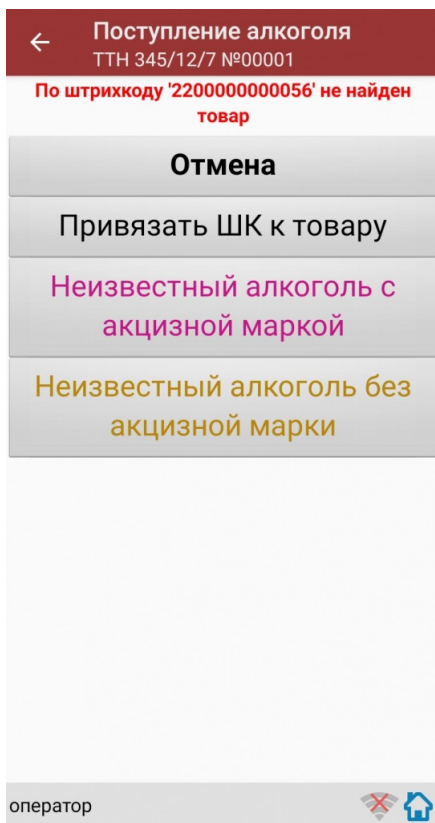 Поступление алкоголя
ТТН 345/12/7 №00001
По штрихкоду '2200000000056' не найден
товар
Отмена
Привязать ШК к товару
Неизвестный алкоголь с
акцизной маркой
Неизвестный алкоголь без
акцизной марки
оператор